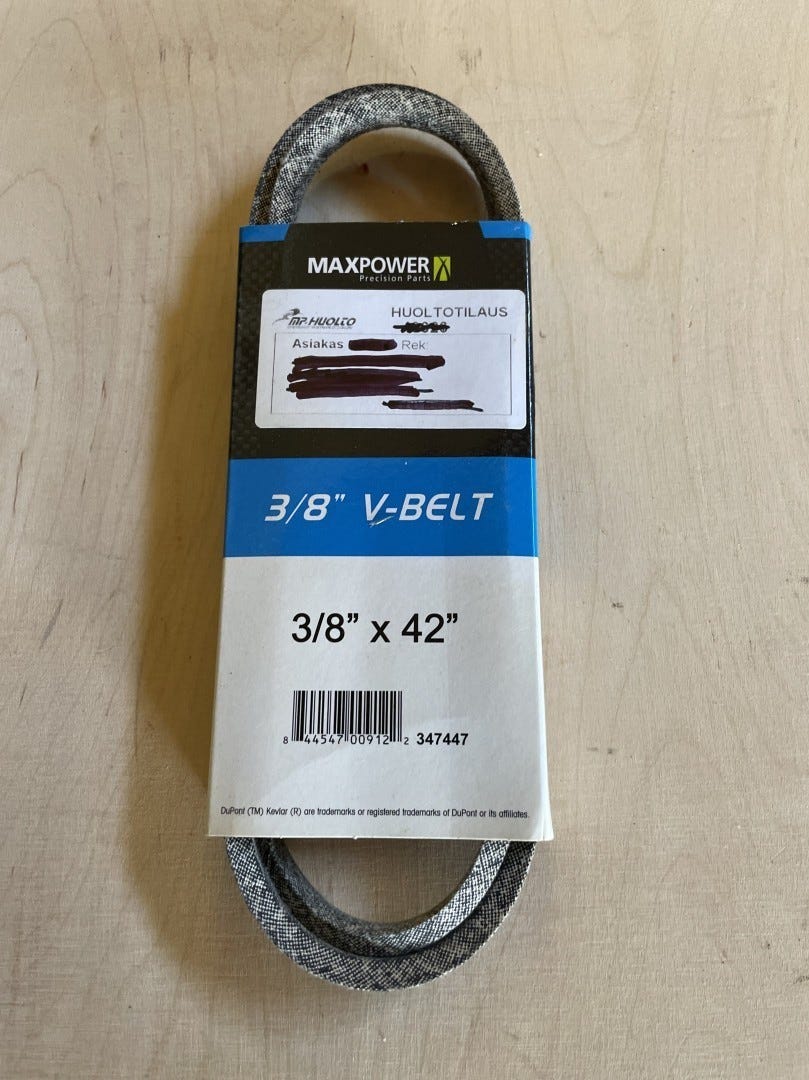 MAXPOWER
Precision Parts
MP-HUOLTO
HUOLTOTILAUS
Asiakas Rek:
3/8" V-BELT
3/8" x 42"
8 44547 00912 2 347447
DuPont (TM) Kevlar (R) are trademarks or registered trademarks of DuPont or its affiliates.